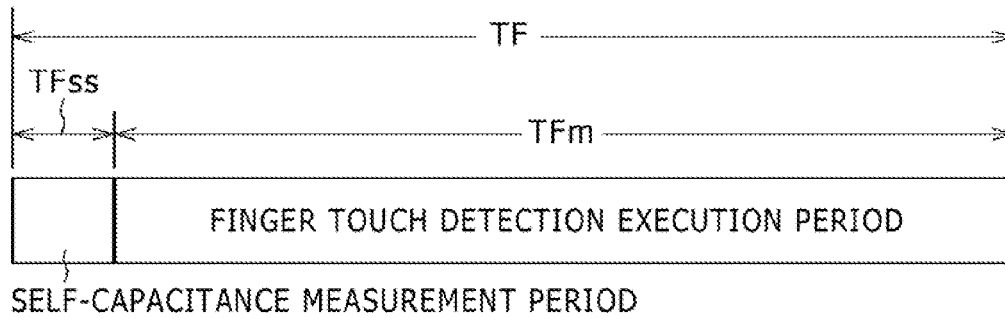 TF
TFss
TFm
FINGER TOUCH DETECTION EXECUTION PERIOD
SELF-CAPACITANCE MEASUREMENT PERIOD